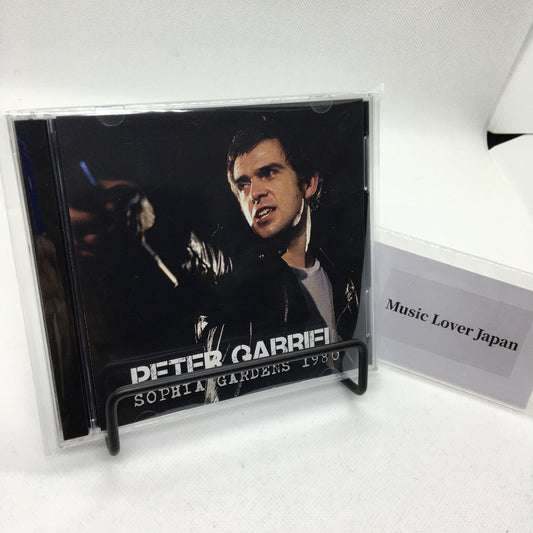 PETER GABRIEL
SOPHIA GARDENS 1980
Music Lover Japan